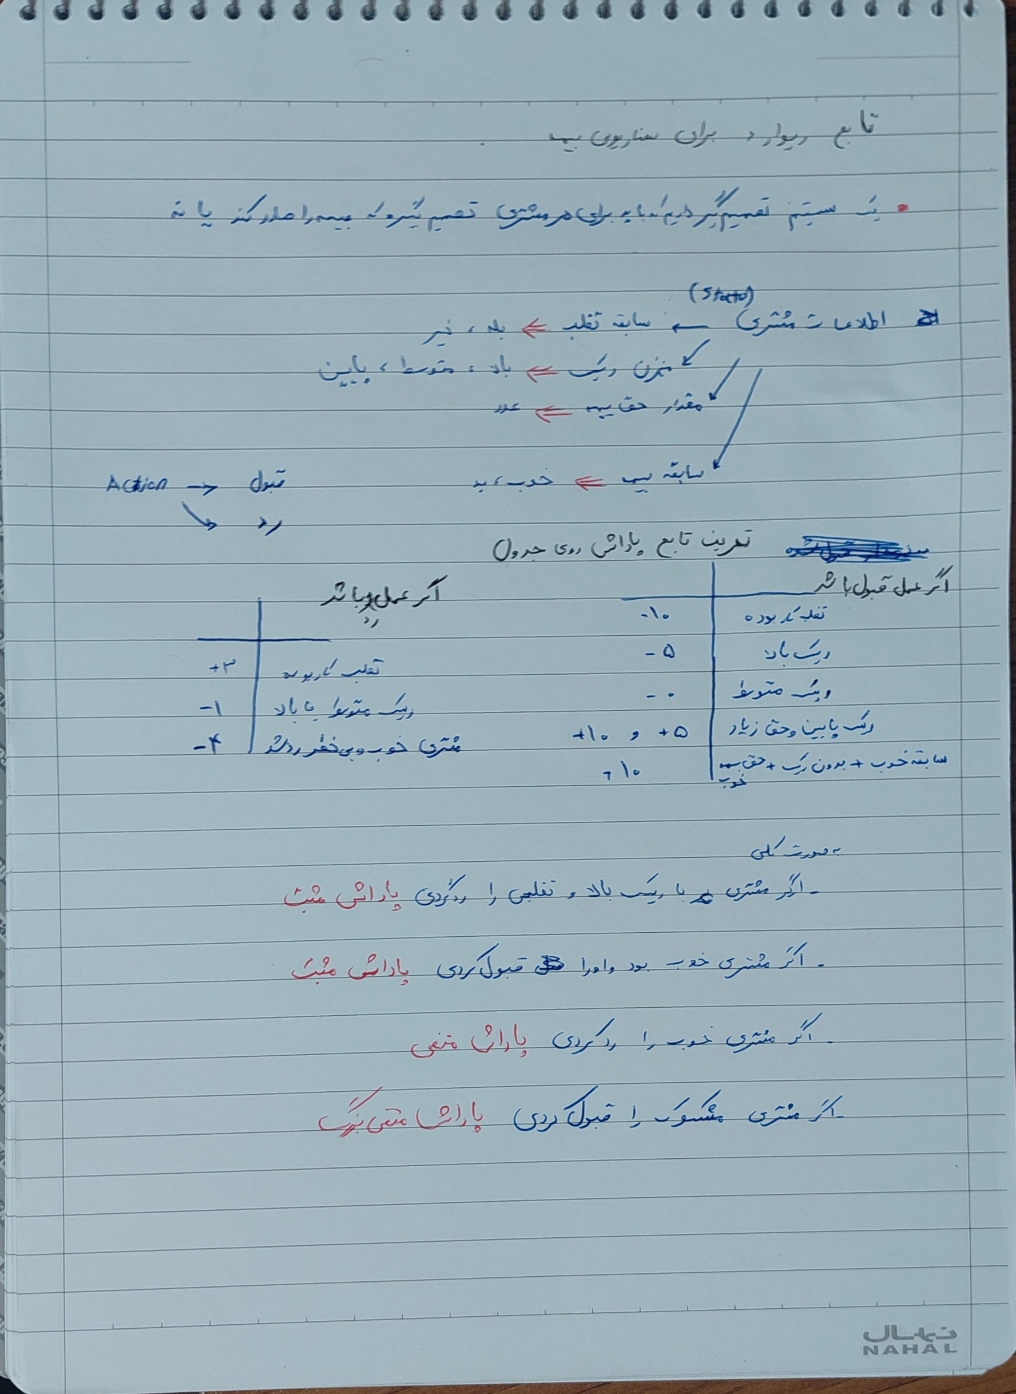 تابع ریوارد برای سناریوی بیمه.
• یک سیستم تصمیم‌گیر داریم که باید برای هر مشتری تصمیم بگیرد که بیمه را صادر کند یا نه
(State)
اطلاعات مشتری ← سابقه تقلب ⇐ بله ، خیر
میزان ریسک ⇐ بالا ، متوسط ، پایین
مقدار حق بیمه ⇐ عدد
سابقه بیمه ⇐ خوب ، بد
Action → قبول
رد
تعریف تابع پاداش روی جدول
اگر عمل قبول باشد
تقلب کار بوده -۱۰
ریسک بالا -۵
ریسک متوسط -۰
ریسک پایین و حق زیاد +۵ و +۱۰
سابقه خوب + بدون ریسک + حق بیمه خوب +۱۰
اگر عمل رد باشد
تقلب کار بوده +۳
ریسک متوسط یا بالا -۱
مشتری خوب و بی خطر رد شد -۴
به صورت کلی
- اگر مشتری با ریسک بالا و تقلبی را رد کردی پاداش مثبت
- اگر مشتری خوب بود و او را قبول کردی پاداش مثبت
- اگر مشتری خوب را رد کردی پاداش منفی
- اگر مشتری مشکوک را قبول کردی پاداش منفی بزرگ
نهال
NAHAL